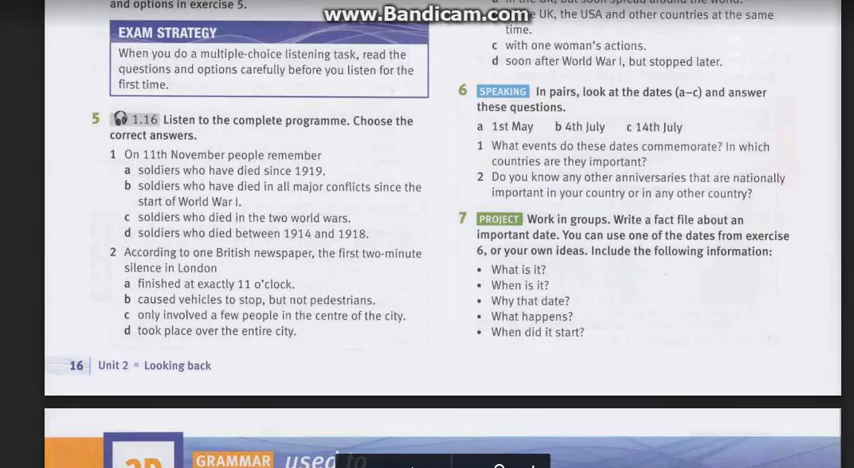 www.Bandicam.com
and options in exercise 5.
EXAM STRATEGY
When you do a multiple-choice listening task, read the
questions and options carefully before you listen for the
first time.
5 1.16 Listen to the complete programme. Choose the
correct answers.
1 On 11th November people remember
a soldiers who have died since 1919.
b soldiers who have died in all major conflicts since the
start of World War I.
c soldiers who died in the two world wars.
d soldiers who died between 1914 and 1918.
2 According to one British newspaper, the first two-minute
silence in London
a finished at exactly 11 o'clock.
b caused vehicles to stop, but not pedestrians.
c only involved a few people in the centre of the city.
d took place over the entire city.
16 Unit 2 ▪ Looking back
UK, the USA and other countries at the same
time.
c with one woman's actions.
d soon after World War I, but stopped later.
6 SPEAKING In pairs, look at the dates (a–c) and answer
these questions.
a 1st May b 4th July c 14th July
1 What events do these dates commemorate? In which
countries are they important?
2 Do you know any other anniversaries that are nationally
important in your country or in any other country?
7 PROJECT Work in groups. Write a fact file about an
important date. You can use one of the dates from exercise
6, or your own ideas. Include the following information:
• What is it?
• When is it?
• Why that date?
• What happens?
• When did it start?
GRAMMAR used to